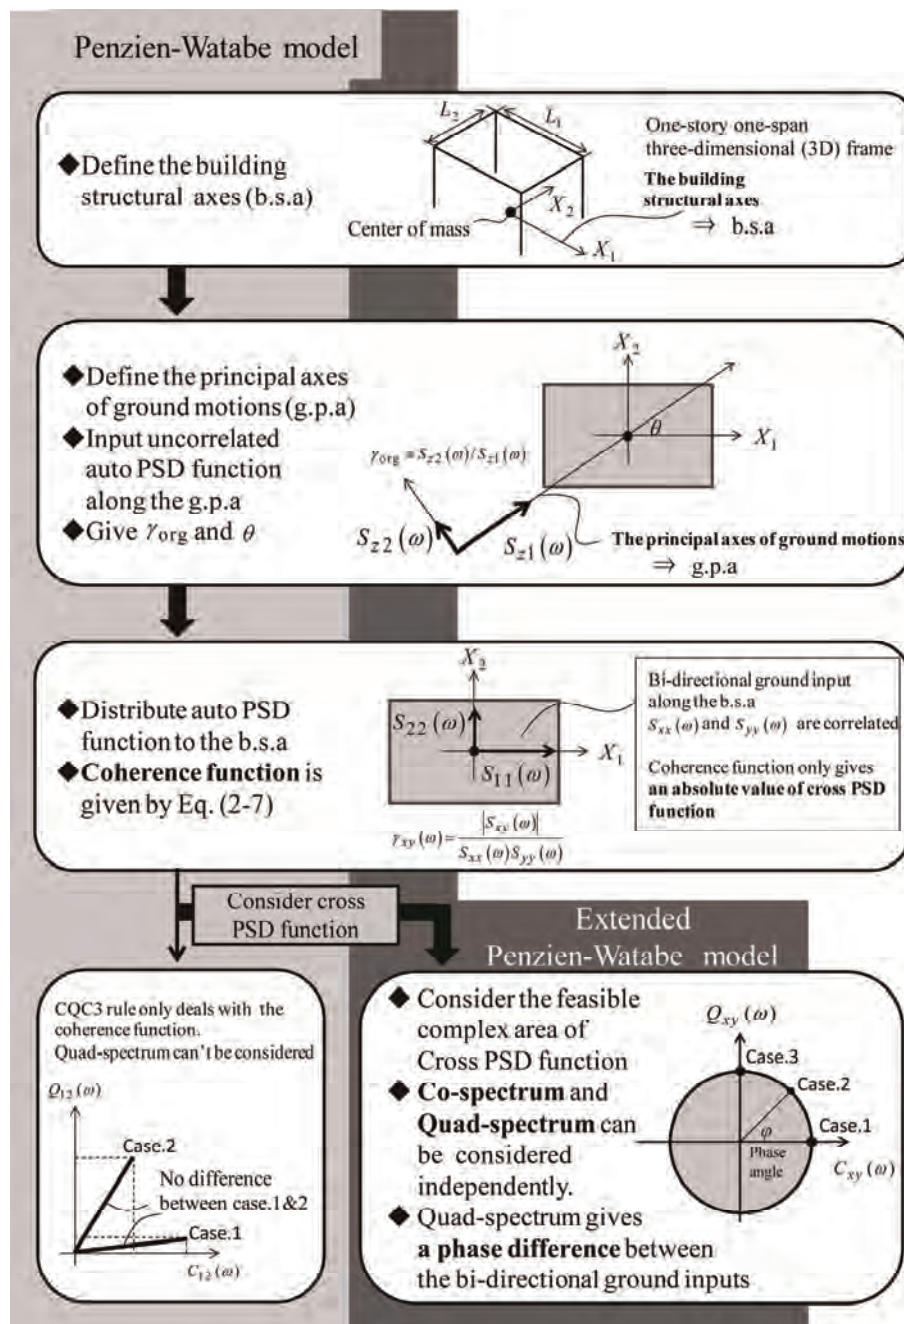 Penzien-Watabe model
◆Define the building
structural axes (b.s.a)
L₂
L₁
X₂
X₁
Center of mass
One-story one-span
three-dimensional (3D) frame
The building
structural axes
⇒ b.s.a
◆Define the principal axes
of ground motions (g.p.a)
◆Input uncorrelated
auto PSD function
along the g.p.a
◆Give γorg and θ
X₂
X₁
θ
γorg = Sz2(ω)/Sz1(ω)
Sz2(ω)
Sz1(ω)
The principal axes of ground motions
⇒ g.p.a
◆Distribute auto PSD
function to the b.s.a
◆Coherence function is
given by Eq. (2-7)
X₂
S22(ω)
X₁
S11(ω)
γxy(ω)=|Sxy(ω)|/Sxx(ω)Syy(ω)
Bi-directional ground input
along the b.s.a
Sxx(ω) and Syy(ω) are correlated
Coherence function only gives
an absolute value of cross PSD
function
Consider cross
PSD function
Extended
Penzien-Watabe model
CQC3 rule only deals with the
coherence function.
Quad-spectrum can't be considered
Q12(ω)
Case.2
No difference
between case.1&2
Case.1
C12(ω)
◆ Consider the feasible
complex area of
Cross PSD function
◆ Co-spectrum and
Quad-spectrum can
be considered
independently.
◆ Quad-spectrum gives
a phase difference between
the bi-directional ground inputs
Qxy(ω)
Case.3
Case.2
Case.1
φ
Phase
angle
Cxy(ω)